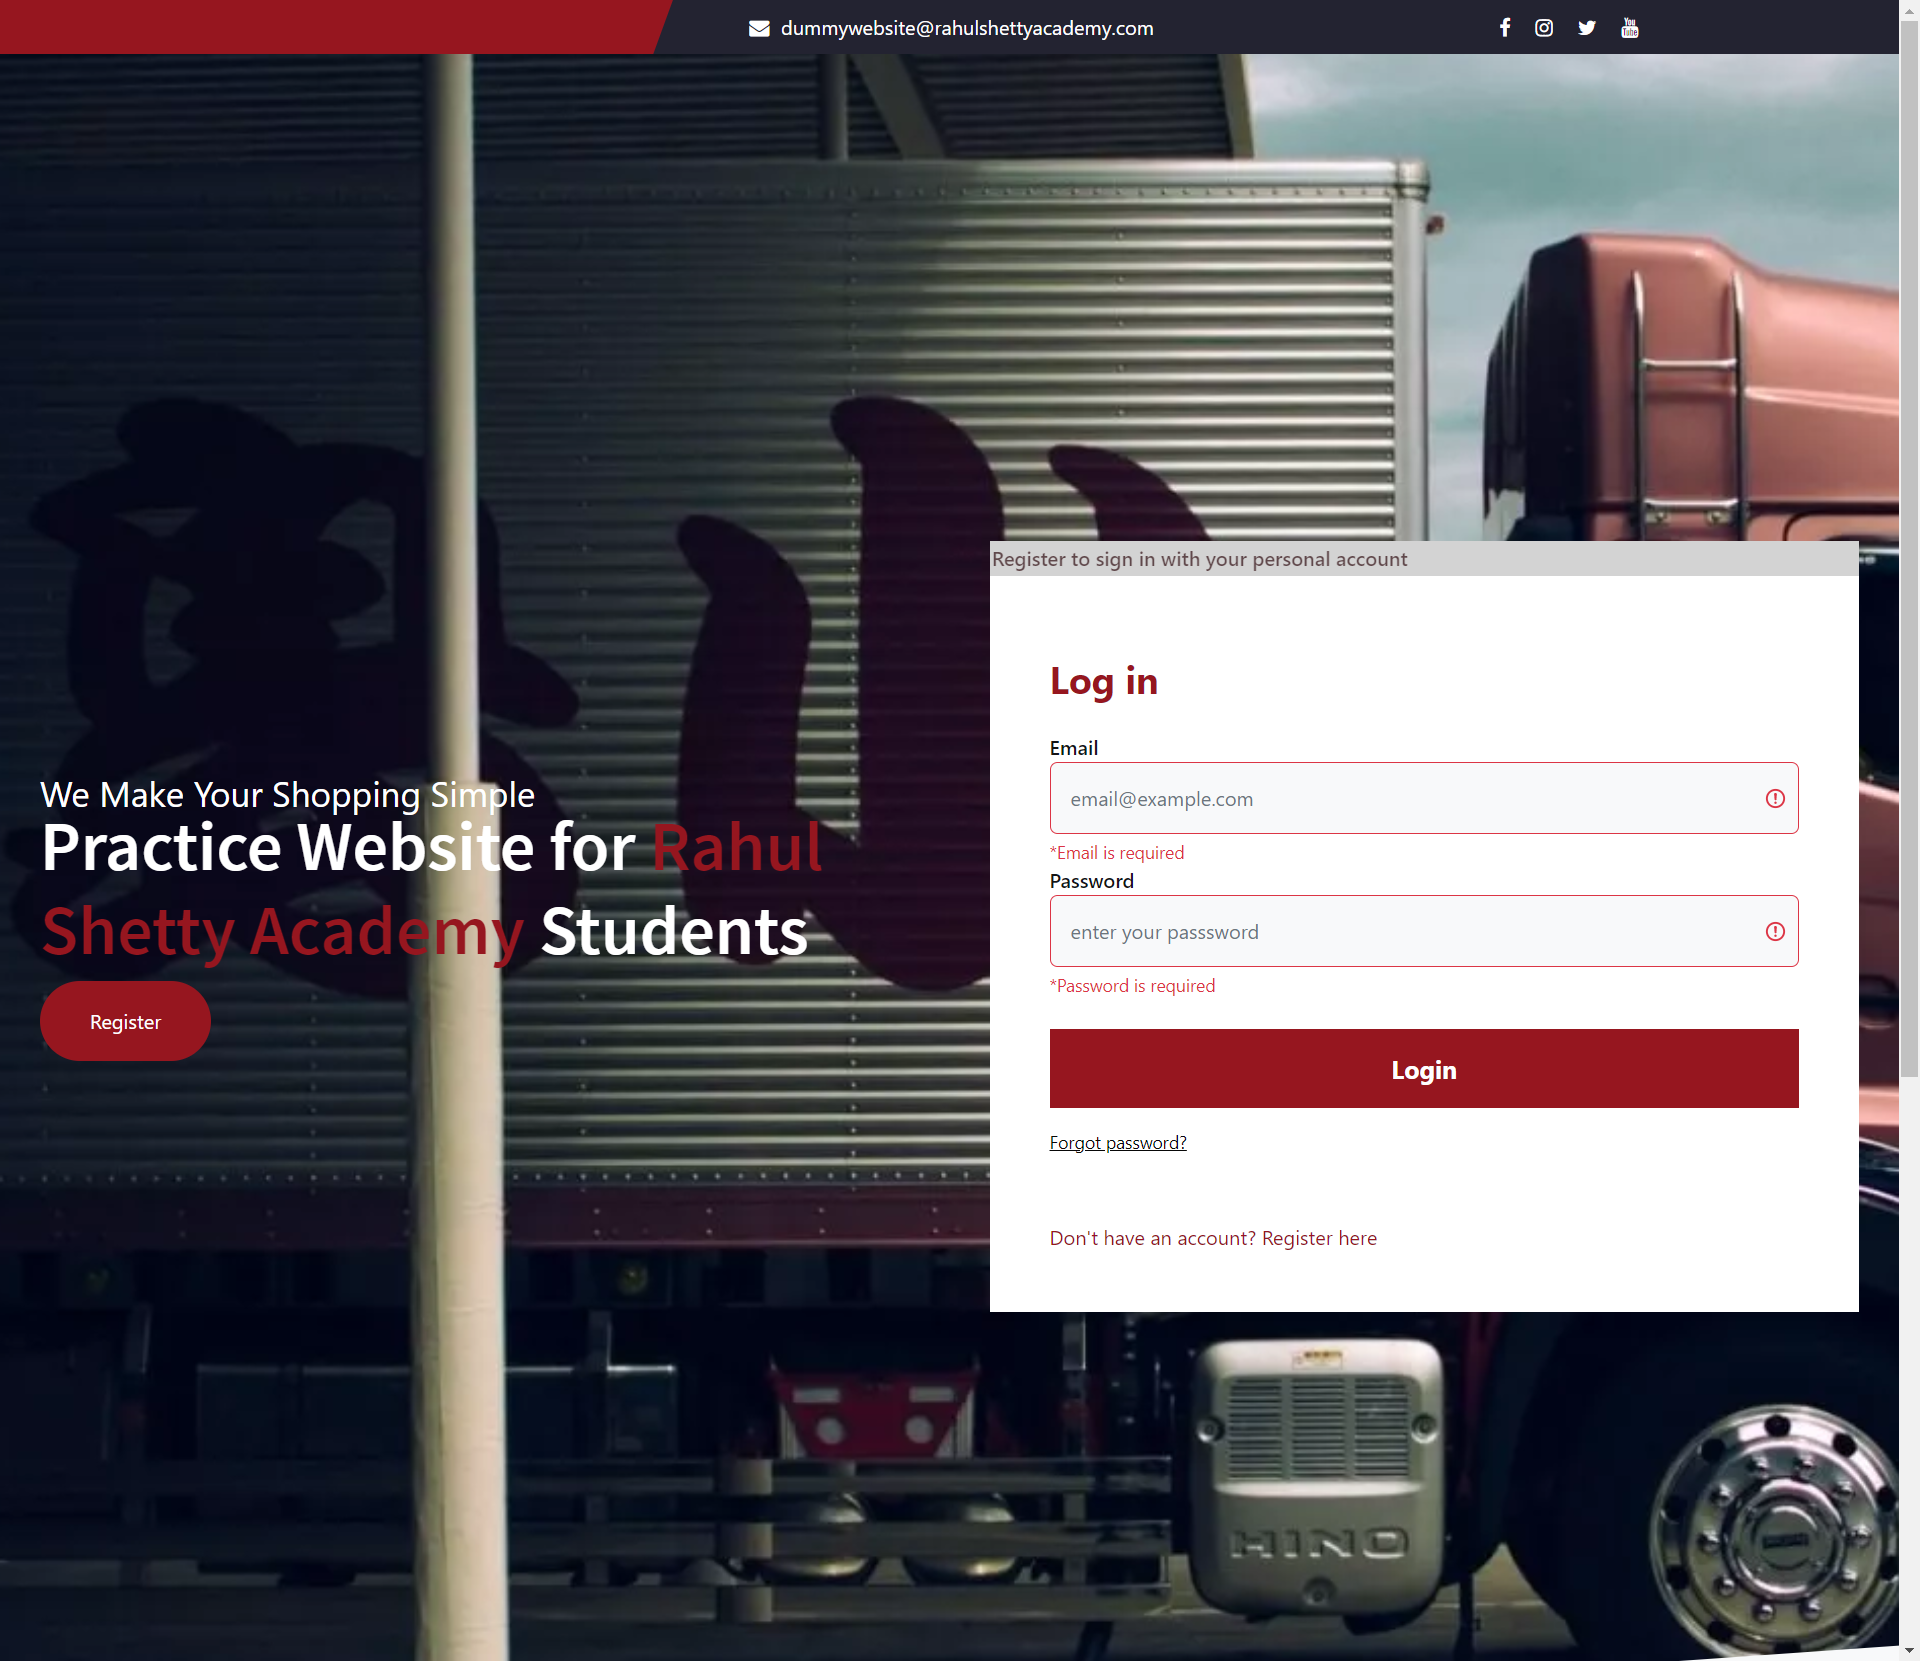 dummywebsite@rahulshettyacademy.com
Register to sign in with your personal account
Log in
Email
email@example.com
*Email is required
Password
enter your passsword
*Password is required
Login
Forgot password?
Don't have an account? Register here
We Make Your Shopping Simple
Practice Website for Rahul
Shetty Academy Students
Register
HINO